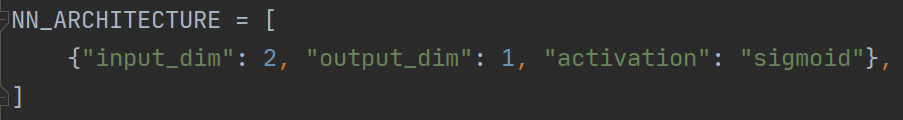 NN_ARCHITECTURE = [
    {"input_dim": 2, "output_dim": 1, "activation": "sigmoid"},
]